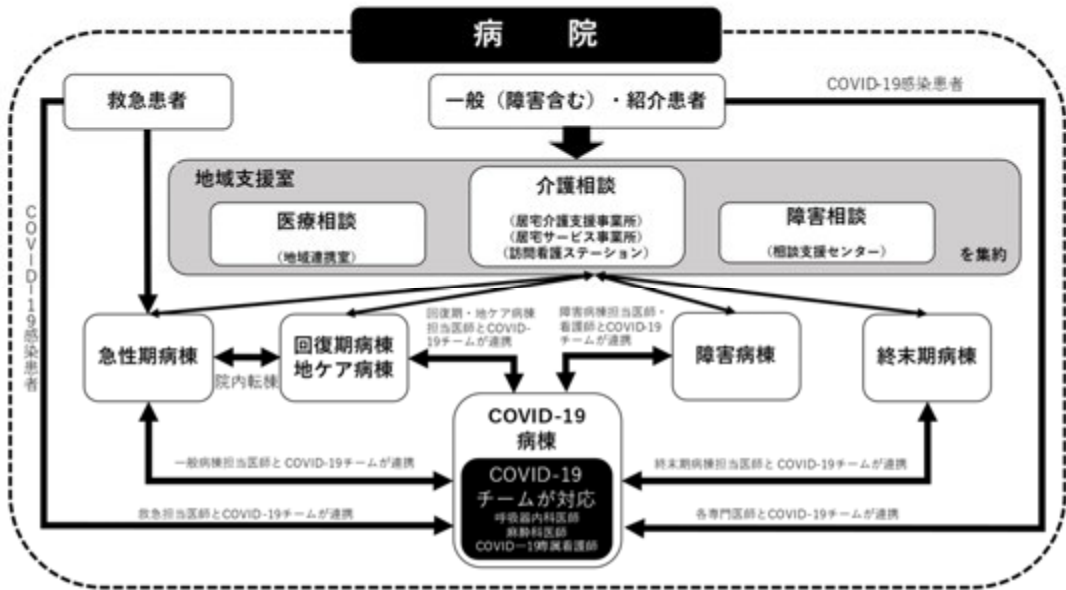 病　院
救急患者
一般（障害含む）・紹介患者
COVID-19感染患者
COVIDI-19感染患者
地域支援室
医療相談
（地域連携室）
介護相談
（居宅介護支援事業所）
（居宅サービス事業所）
（訪問看護ステーション）
障害相談
（相談支援センター）
を集約
回復期・地ケア病棟
担当医師とCOVID-
19チームが連携
障害病棟担当医師・
看護師とCOVID-19
チームが連携
急性期病棟
院内転棟
回復期病棟
地ケア病棟
障害病棟
終末期病棟
COVID-19
病棟
COVID-19
チームが対応
呼吸器内科医師
麻酔科医師
COVID―19専属看護師
一般病棟担当医師と COVID-19チームが連携
終末期病棟担当医師と COVID-19チームが連携
救急担当医師とCOVID-19チームが連携
各専門医師とCOVID-19チームが連携